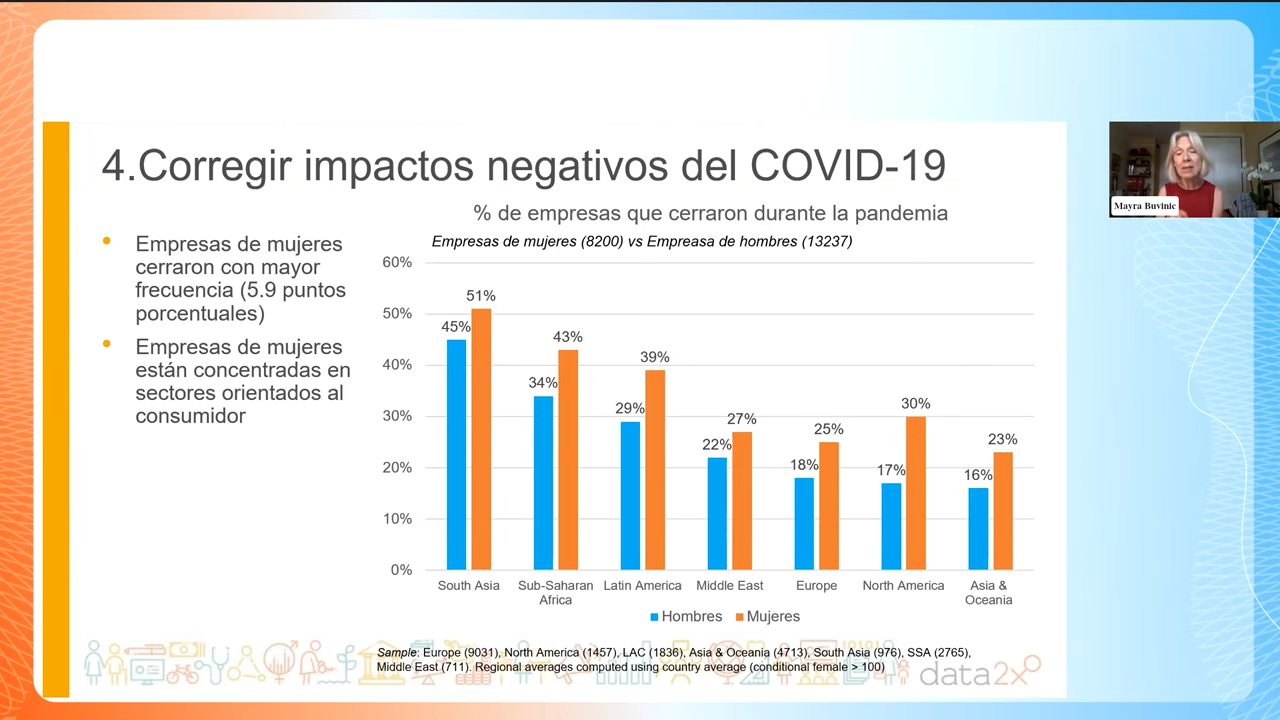 4.Corregir impactos negativos del COVID-19
Mayra Buvinic
% de empresas que cerraron durante la pandemia
Empresas de mujeres (8200) vs Empreasa de hombres (13237)
• Empresas de mujeres
cerraron con mayor
frecuencia (5.9 puntos
porcentuales)
• Empresas de mujeres
están concentradas en
sectores orientados al
consumidor
60%
50%
40%
30%
20%
10%
0%
45% 51%
34% 43%
29% 39%
22% 27%
18% 25%
17% 30%
16% 23%
South Asia
Sub-Saharan
Africa
Latin America
Middle East
Europe
North America
Asia &
Oceania
Hombres Mujeres
Sample: Europe (9031), North America (1457), LAC (1836), Asia & Oceania (4713), South Asia (976), SSA (2765),
Middle East (711). Regional averages computed using country average (conditional female > 100)
data2x